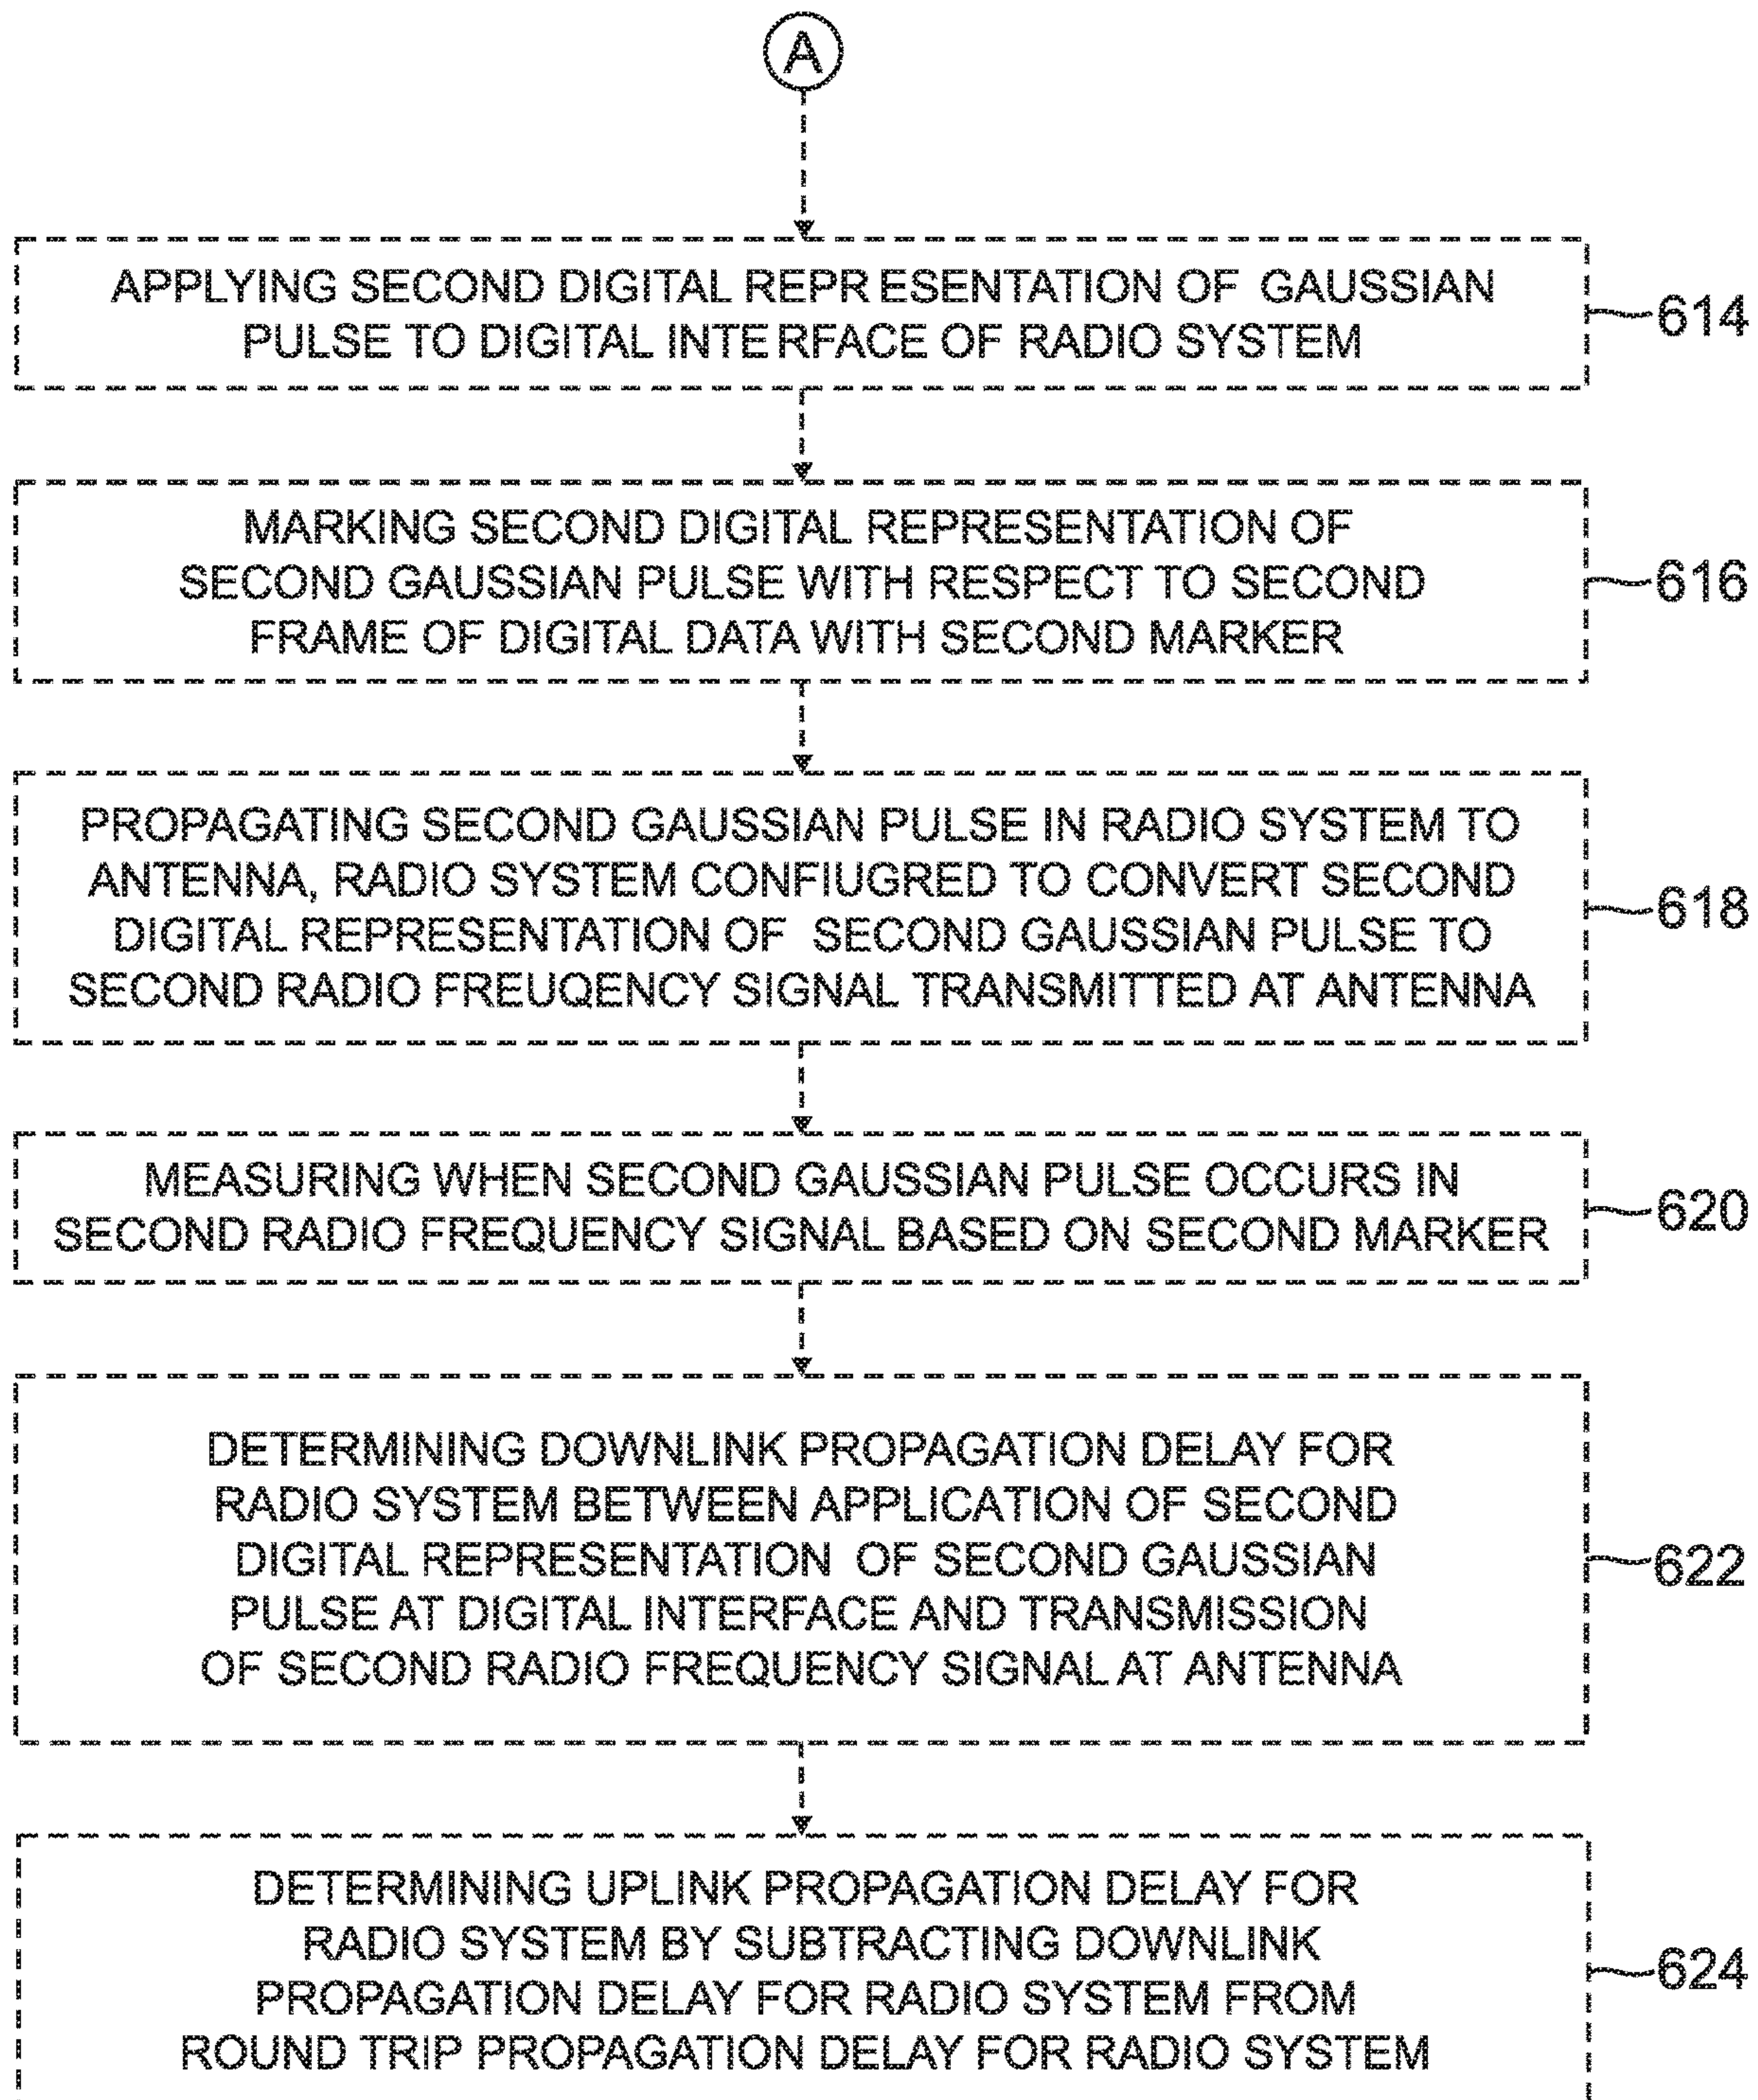 A
APPLYING SECOND DIGITAL REPRESENTATION OF GAUSSIAN
PULSE TO DIGITAL INTERFACE OF RADIO SYSTEM
614
MARKING SECOND DIGITAL REPRESENTATION OF
SECOND GAUSSIAN PULSE WITH RESPECT TO SECOND
FRAME OF DIGITAL DATA WITH SECOND MARKER
616
PROPAGATING SECOND GAUSSIAN PULSE IN RADIO SYSTEM TO
ANTENNA, RADIO SYSTEM CONFIUGRED TO CONVERT SECOND
DIGITAL REPRESENTATION OF SECOND GAUSSIAN PULSE TO
SECOND RADIO FREUQENCY SIGNAL TRANSMITTED AT ANTENNA
618
MEASURING WHEN SECOND GAUSSIAN PULSE OCCURS IN
SECOND RADIO FREQUENCY SIGNAL BASED ON SECOND MARKER
620
DETERMINING DOWNLINK PROPAGATION DELAY FOR
RADIO SYSTEM BETWEEN APPLICATION OF SECOND
DIGITAL REPRESENTATION OF SECOND GAUSSIAN
PULSE AT DIGITAL INTERFACE AND TRANSMISSION
OF SECOND RADIO FREQUENCY SIGNAL AT ANTENNA
622
DETERMINING UPLINK PROPAGATION DELAY FOR
RADIO SYSTEM BY SUBTRACTING DOWNLINK
PROPAGATION DELAY FOR RADIO SYSTEM FROM
ROUND TRIP PROPAGATION DELAY FOR RADIO SYSTEM
624